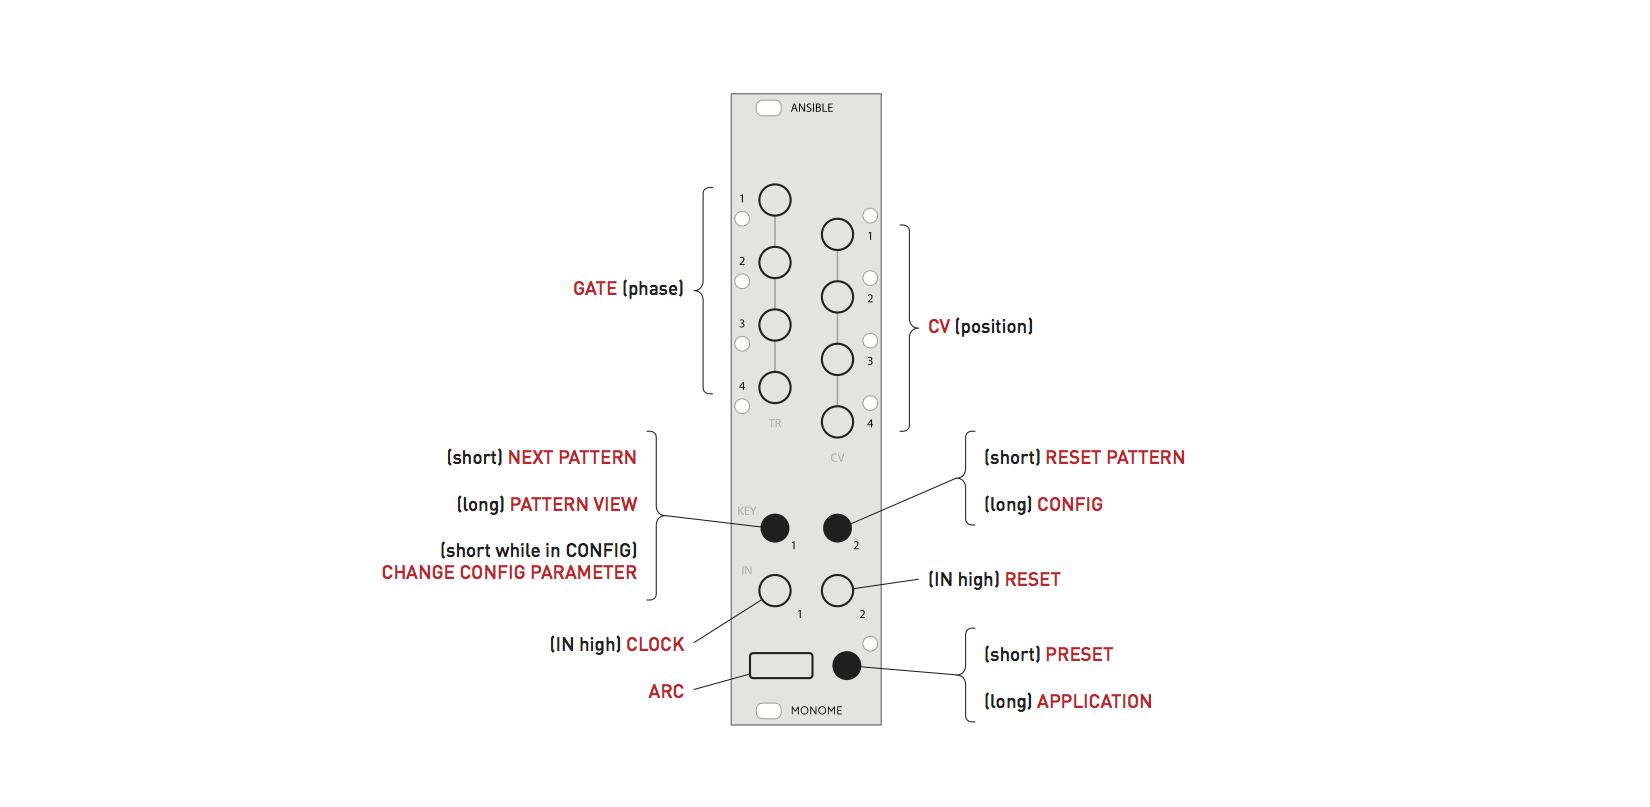 ANSIBLE
1
2
3
4
TR
1
2
3
4
CV
GATE (phase)
CV (position)
(short) NEXT PATTERN
(long) PATTERN VIEW
(short while in CONFIG)
CHANGE CONFIG PARAMETER
(short) RESET PATTERN
(long) CONFIG
KEY
1
2
IN
1
2
(IN high) RESET
(IN high) CLOCK
ARC
(short) PRESET
(long) APPLICATION
MONOME